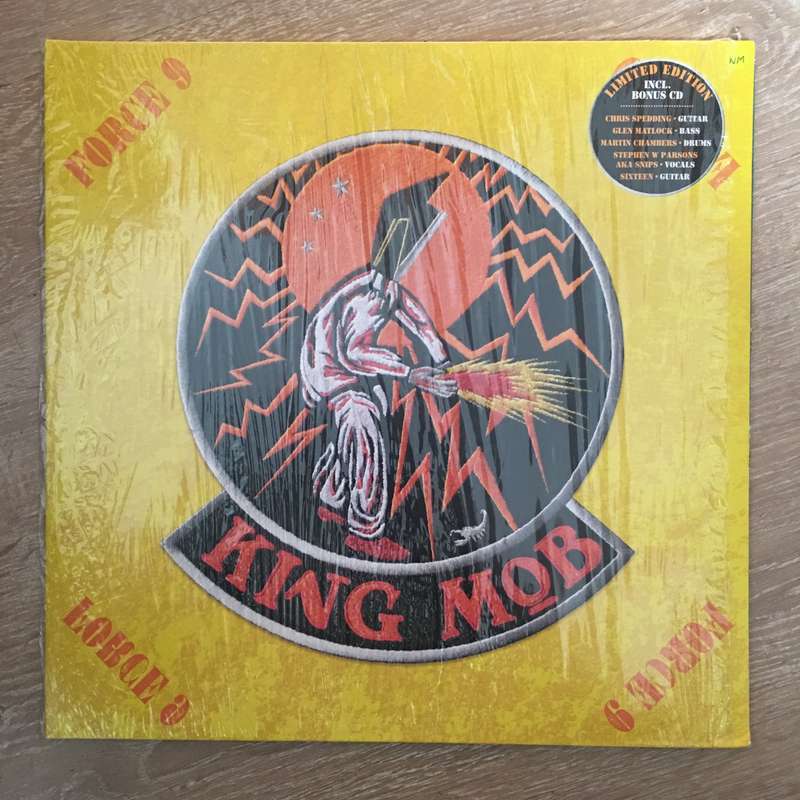 FORCE 9
NM
LIMITED EDITION
INCL.
BONUS CD
CHRIS SPEDDING • GUITAR
GLEN MATLOCK • BASS
MARTIN CHAMBERS • DRUMS
STEPHEN W PARSONS
AKA SNIPS • VOCALS
SIXTEEN • GUITAR
KING MOB
FORCE 9
FORCE 9